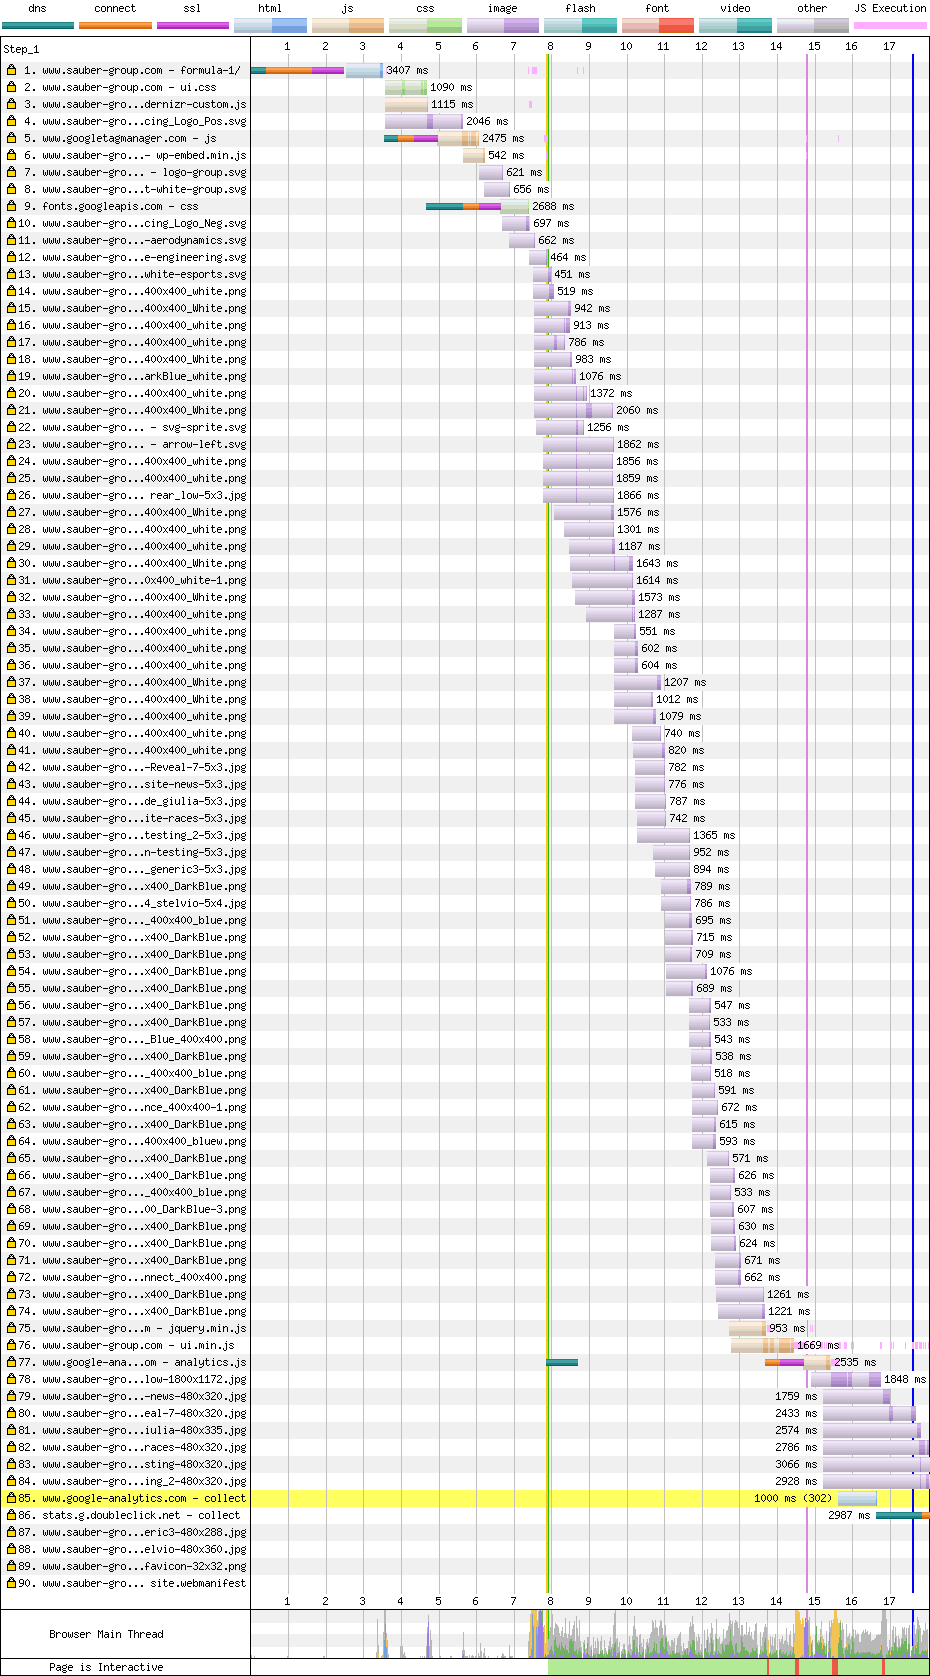 dns connect ssl html js css image flash font video other JS Execution
Step_1 1 2 3 4 5 6 7 8 9 10 11 12 13 14 15 16 17
1. www.sauber-group.com - formula-1/ 3407 ms
2. www.sauber-group.com - ui.css 1090 ms
3. www.sauber-gro...dernizr-custom.js 1115 ms
4. www.sauber-gro...cing_Logo_Pos.svg 2046 ms
5. www.googletagmanager.com - js 2475 ms
6. www.sauber-gro...- wp-embed.min.js 542 ms
7. www.sauber-gro... - logo-group.svg 621 ms
8. www.sauber-gro...t-white-group.svg 656 ms
9. fonts.googleapis.com - css 2688 ms
10. www.sauber-gro...cing_Logo_Neg.svg 697 ms
11. www.sauber-gro...-aerodynamics.svg 662 ms
12. www.sauber-gro...e-engineering.svg 464 ms
13. www.sauber-gro...white-esports.svg 451 ms
14. www.sauber-gro...400x400_white.png 519 ms
15. www.sauber-gro...400x400_White.png 942 ms
16. www.sauber-gro...400x400_white.png 913 ms
17. www.sauber-gro...400x400_white.png 786 ms
18. www.sauber-gro...400x400_White.png 983 ms
19. www.sauber-gro...arkBlue_white.png 1076 ms
20. www.sauber-gro...400x400_white.png 1372 ms
21. www.sauber-gro...400x400_White.png 2060 ms
22. www.sauber-gro... - svg-sprite.svg 1256 ms
23. www.sauber-gro... - arrow-left.svg 1862 ms
24. www.sauber-gro...400x400_white.png 1856 ms
25. www.sauber-gro...400x400_white.png 1859 ms
26. www.sauber-gro... rear_low-5x3.jpg 1866 ms
27. www.sauber-gro...400x400_White.png 1576 ms
28. www.sauber-gro...400x400_white.png 1301 ms
29. www.sauber-gro...400x400_white.png 1187 ms
30. www.sauber-gro...400x400_White.png 1643 ms
31. www.sauber-gro...0x400_white-1.png 1614 ms
32. www.sauber-gro...400x400_White.png 1573 ms
33. www.sauber-gro...400x400_White.png 1287 ms
34. www.sauber-gro...400x400_white.png 551 ms
35. www.sauber-gro...400x400_white.png 602 ms
36. www.sauber-gro...400x400_white.png 604 ms
37. www.sauber-gro...400x400_White.png 1207 ms
38. www.sauber-gro...400x400_White.png 1012 ms
39. www.sauber-gro...400x400_white.png 1079 ms
40. www.sauber-gro...400x400_white.png 740 ms
41. www.sauber-gro...400x400_white.png 820 ms
42. www.sauber-gro...-Reveal-7-5x3.jpg 782 ms
43. www.sauber-gro...site-news-5x3.jpg 776 ms
44. www.sauber-gro...de_giulia-5x3.jpg 787 ms
45. www.sauber-gro...ite-races-5x3.jpg 742 ms
46. www.sauber-gro...testing_2-5x3.jpg 1365 ms
47. www.sauber-gro...n-testing-5x3.jpg 952 ms
48. www.sauber-gro..._generic3-5x3.jpg 894 ms
49. www.sauber-gro...x400_DarkBlue.png 789 ms
50. www.sauber-gro...4_stelvio-5x4.jpg 786 ms
51. www.sauber-gro..._400x400_blue.png 695 ms
52. www.sauber-gro...x400_DarkBlue.png 715 ms
53. www.sauber-gro...x400_DarkBlue.png 709 ms
54. www.sauber-gro...x400_DarkBlue.png 1076 ms
55. www.sauber-gro...x400_DarkBlue.png 689 ms
56. www.sauber-gro...x400_DarkBlue.png 547 ms
57. www.sauber-gro...x400_DarkBlue.png 533 ms
58. www.sauber-gro..._Blue_400x400.png 543 ms
59. www.sauber-gro...x400_DarkBlue.png 538 ms
60. www.sauber-gro..._400x400_blue.png 518 ms
61. www.sauber-gro...x400_DarkBlue.png 591 ms
62. www.sauber-gro...nce_400x400-1.png 672 ms
63. www.sauber-gro...x400_DarkBlue.png 615 ms
64. www.sauber-gro...400x400_bluew.png 593 ms
65. www.sauber-gro...x400_DarkBlue.png 571 ms
66. www.sauber-gro...x400_DarkBlue.png 626 ms
67. www.sauber-gro..._400x400_blue.png 533 ms
68. www.sauber-gro...00_DarkBlue-3.png 607 ms
69. www.sauber-gro...x400_DarkBlue.png 630 ms
70. www.sauber-gro...x400_DarkBlue.png 624 ms
71. www.sauber-gro...x400_DarkBlue.png 671 ms
72. www.sauber-gro...nnect_400x400.png 662 ms
73. www.sauber-gro...x400_DarkBlue.png 1261 ms
74. www.sauber-gro...x400_DarkBlue.png 1221 ms
75. www.sauber-gro...m - jquery.min.js 953 ms
76. www.sauber-group.com - ui.min.js 1669 ms
77. www.google-ana...om - analytics.js 2535 ms
78. www.sauber-gro...low-1800x1172.jpg 1848 ms
79. www.sauber-gro...-news-480x320.jpg 1759 ms
80. www.sauber-gro...eal-7-480x320.jpg 2433 ms
81. www.sauber-gro...iulia-480x335.jpg 2574 ms
82. www.sauber-gro...races-480x320.jpg 2786 ms
83. www.sauber-gro...sting-480x320.jpg 3066 ms
84. www.sauber-gro...ing_2-480x320.jpg 2928 ms
85. www.google-analytics.com - collect 1000 ms (302)
86. stats.g.doubleclick.net - collect 2987 ms
87. www.sauber-gro...eric3-480x288.jpg
88. www.sauber-gro...elvio-480x360.jpg
89. www.sauber-gro...favicon-32x32.png
90. www.sauber-gro... site.webmanifest
1 2 3 4 5 6 7 8 9 10 11 12 13 14 15 16 17
Browser Main Thread
Page is Interactive